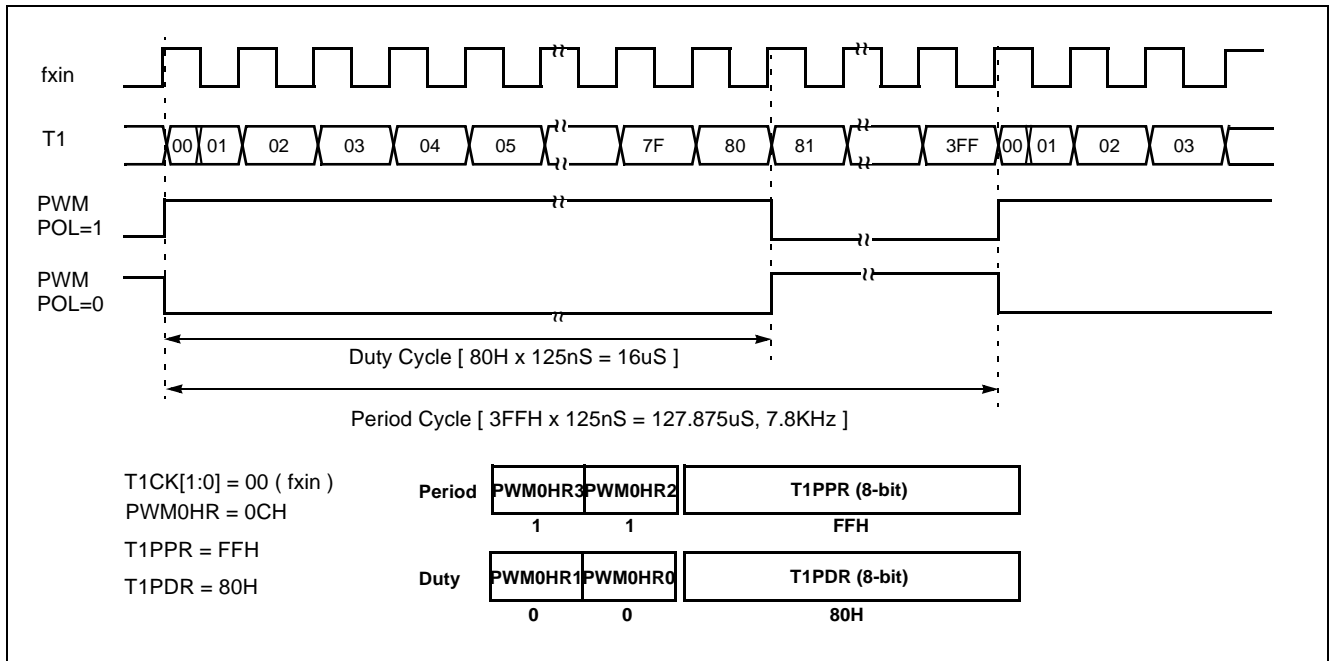 fxin
T1 00 01 02 03 04 05 7F 80 81 3FF 00 01 02 03
PWM
POL=1
PWM
POL=0
Duty Cycle [ 80H x 125nS = 16uS ]
Period Cycle [ 3FFH x 125nS = 127.875uS, 7.8KHz ]
T1CK[1:0] = 00 ( fxin )
PWM0HR = 0CH
T1PPR = FFH
T1PDR = 80H
Period PWM0HR3 PWM0HR2 T1PPR (8-bit)
1 1 FFH
Duty PWM0HR1 PWM0HR0 T1PDR (8-bit)
0 0 80H